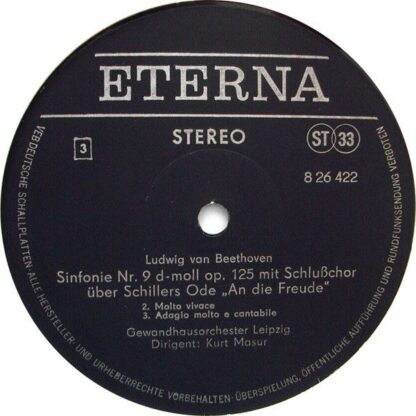 ETERNA
STEREO
ST 33
3
8 26 422
Ludwig van Beethoven
Sinfonie Nr. 9 d-moll op. 125 mit Schlußchor
über Schillers Ode „An die Freude“
2. Molto vivace
3. Adagio molto e cantabile
Gewandhausorchester Leipzig
Dirigent: Kurt Masur
VEB DEUTSCHE SCHALLPLATTEN · ALLE HERSTELLER- UND URHEBERRECHTE VORBEHALTEN · ÜBERSPIELUNG, ÖFFENTLICHE AUFFÜHRUNG UND RUNDFUNKSENDUNG VERBOTEN